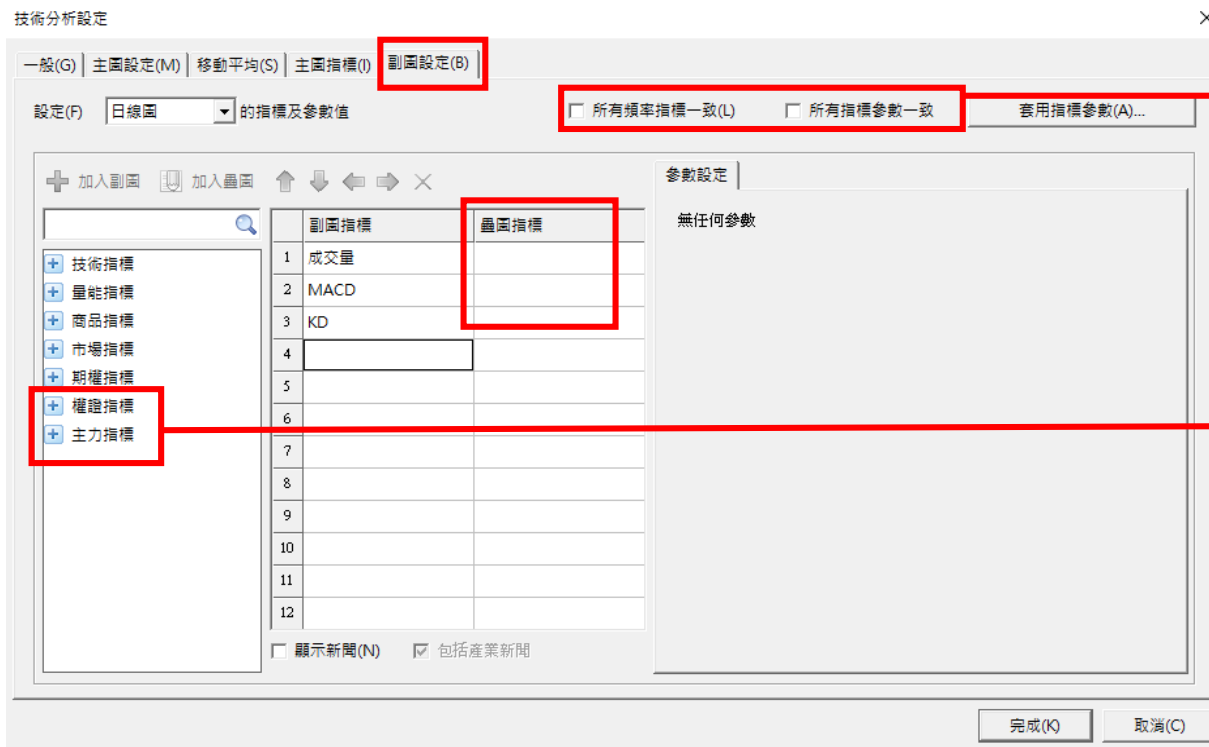 技術分析設定
一般(G) 主圖設定(M) 移動平均(S) 主圖指標(I) 副圖設定(B)
設定(F) 日線圖 的指標及參數值 所有頻率指標一致(L) 所有指標參數一致 套用指標參數(A)...
加入副圖 加入疊圖
參數設定
無任何參數
副圖指標 疊圖指標
技術指標
量能指標
商品指標
市場指標
期權指標
權證指標
主力指標
1 成交量
2 MACD
3 KD
4
5
6
7
8
9
10
11
12
顯示新聞(N) 包括產業新聞
完成(K) 取消(C)